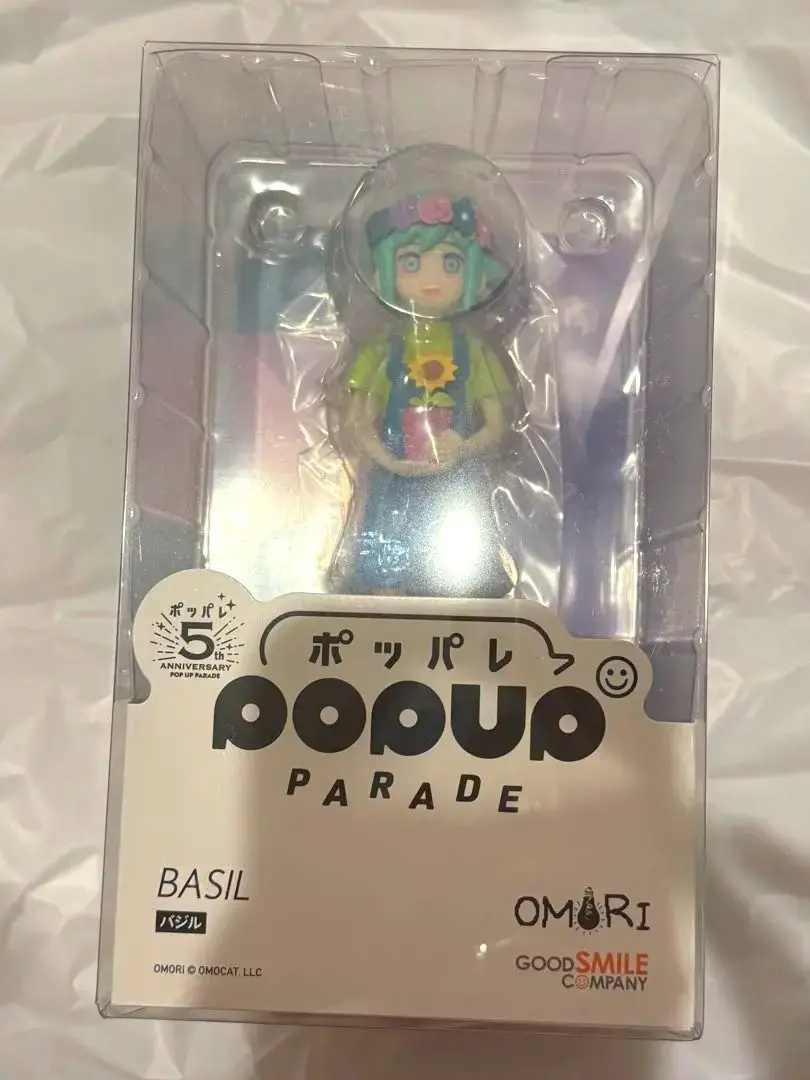 ポッパレ
5th
ANNIVERSARY
POP UP PARADE
ポッパレ
POPUP
PARADE
BASIL
バジル
OMORI
OMORI © OMOCAT, LLC
GOOD SMILE
COMPANY